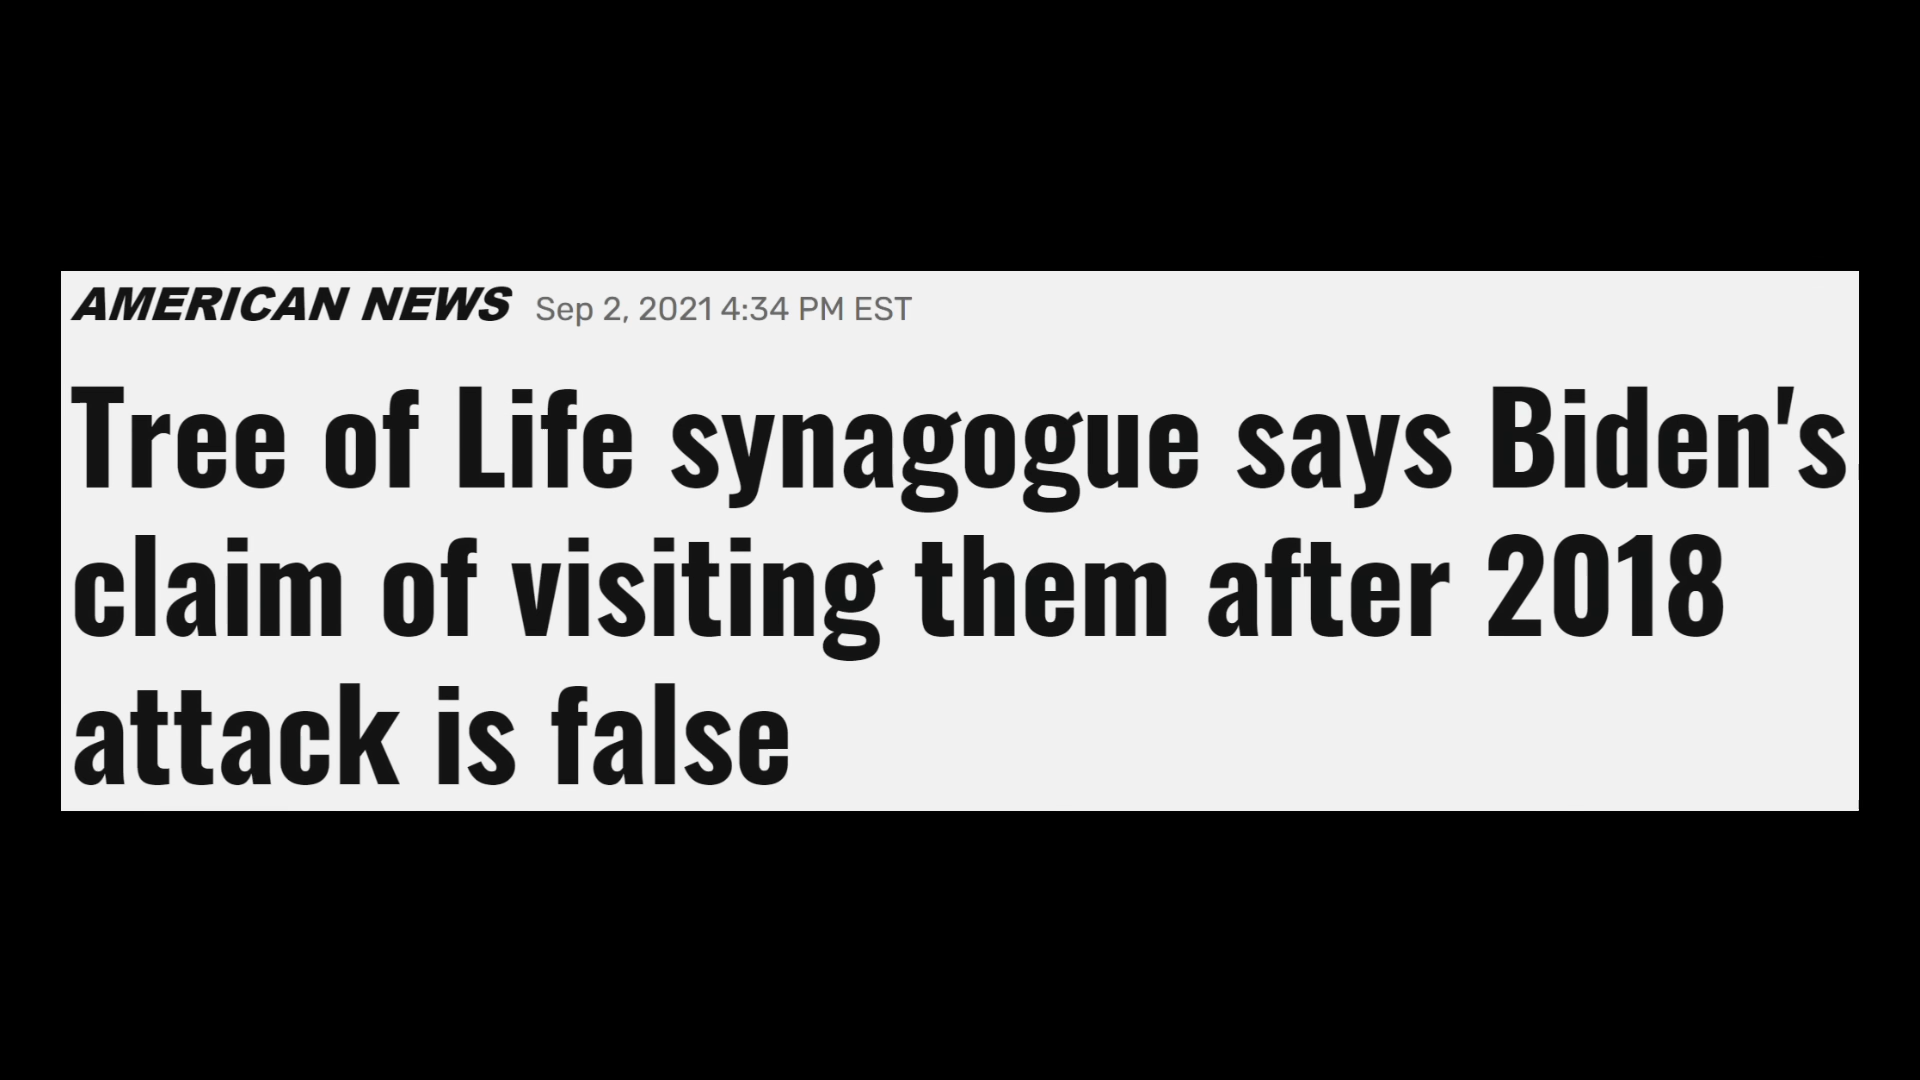 AMERICAN NEWS Sep 2, 2021 4:34 PM EST
Tree of Life synagogue says Biden's
claim of visiting them after 2018
attack is false